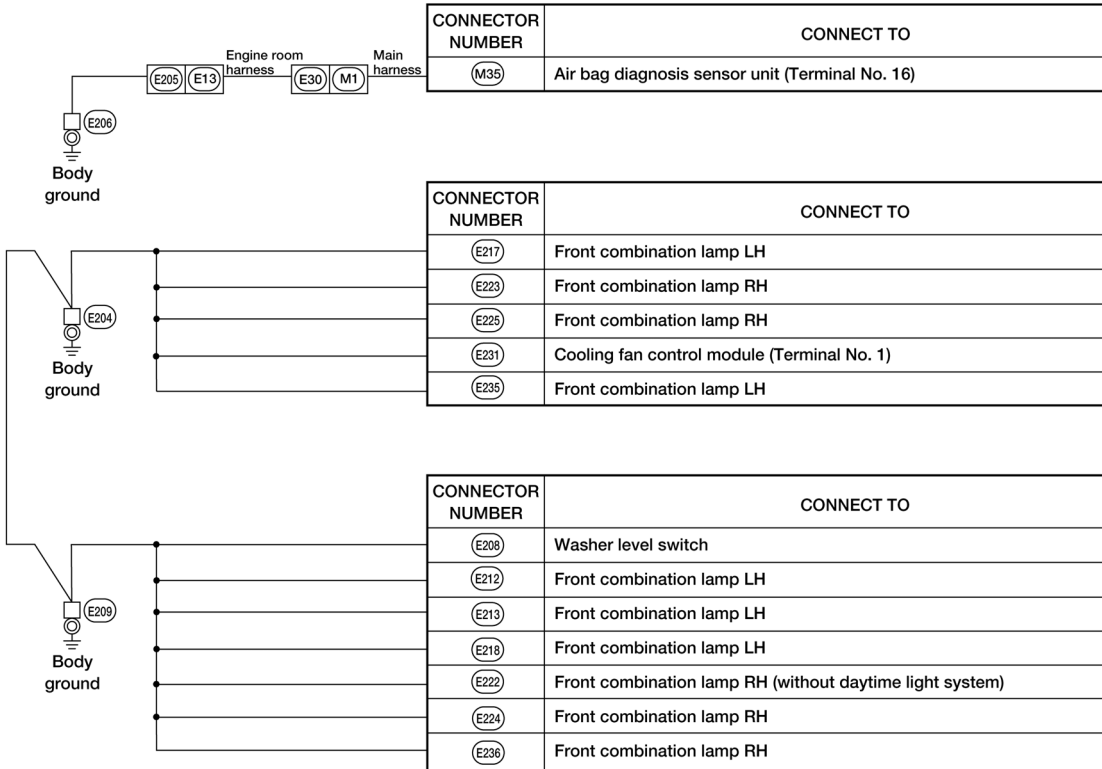 CONNECTOR NUMBER CONNECT TO
Engine room harness
Main harness
E205 E13 E30 M1 M35 Air bag diagnosis sensor unit (Terminal No. 16)
E206
Body
ground
CONNECTOR NUMBER CONNECT TO
E217 Front combination lamp LH
E223 Front combination lamp RH
E204
E225 Front combination lamp RH
E231 Cooling fan control module (Terminal No. 1)
Body
ground
E235 Front combination lamp LH
CONNECTOR NUMBER CONNECT TO
E208 Washer level switch
E212 Front combination lamp LH
E209
E213 Front combination lamp LH
E218 Front combination lamp LH
Body
ground
E222 Front combination lamp RH (without daytime light system)
E224 Front combination lamp RH
E236 Front combination lamp RH